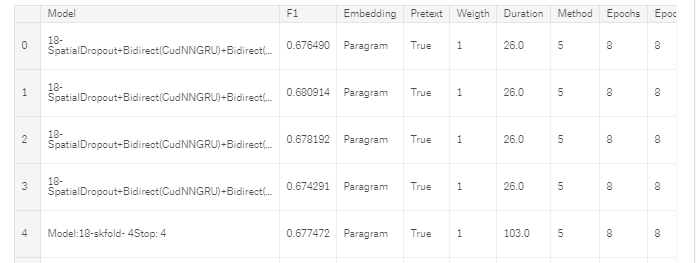 Model F1 Embedding Pretext Weigth Duration Method Epochs Epoc
0 18-
SpatialDropout+Bidirect(CudNNGRU)+Bidirect(... 0.676490 Paragram True 1 26.0 5 8 8
1 18-
SpatialDropout+Bidirect(CudNNGRU)+Bidirect(... 0.680914 Paragram True 1 26.0 5 8 8
2 18-
SpatialDropout+Bidirect(CudNNGRU)+Bidirect(... 0.678192 Paragram True 1 26.0 5 8 8
3 18-
SpatialDropout+Bidirect(CudNNGRU)+Bidirect(... 0.674291 Paragram True 1 26.0 5 8 8
4 Model:18-skfold- 4Stop: 4 0.677472 Paragram True 1 103.0 5 8 8